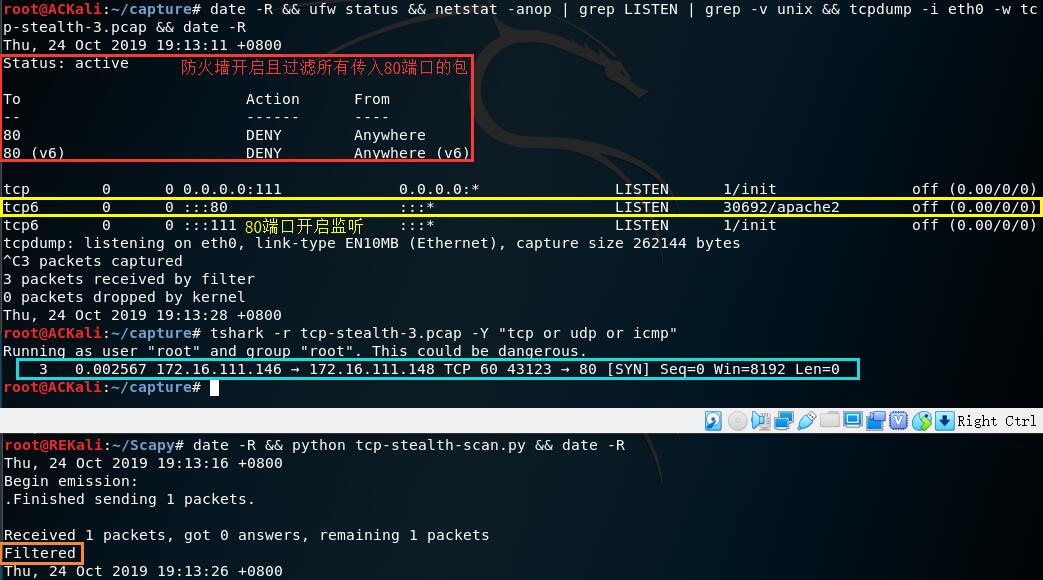 root@ACKali:~/capture# date -R && ufw status && netstat -anop | grep LISTEN | grep -v unix && tcpdump -i eth0 -w tc
p-stealth-3.pcap && date -R
Thu, 24 Oct 2019 19:13:11 +0800
Status: active 防火墙开启且过滤所有传入80端口的包
To Action From
-- ------ ----
80 DENY Anywhere
80 (v6) DENY Anywhere (v6)
tcp 0 0 0.0.0.0:111 0.0.0.0:* LISTEN 1/init off (0.00/0/0)
tcp6 0 0 :::80 :::* LISTEN 30692/apache2 off (0.00/0/0)
tcp6 0 0 :::111 80端口开启监听 :::* LISTEN 1/init off (0.00/0/0)
tcpdump: listening on eth0, link-type EN10MB (Ethernet), capture size 262144 bytes
^C3 packets captured
3 packets received by filter
0 packets dropped by kernel
Thu, 24 Oct 2019 19:13:28 +0800
root@ACKali:~/capture# tshark -r tcp-stealth-3.pcap -Y "tcp or udp or icmp"
Running as user "root" and group "root". This could be dangerous.
3 0.002567 172.16.111.146 → 172.16.111.148 TCP 60 43123 → 80 [SYN] Seq=0 Win=8192 Len=0
root@ACKali:~/capture#
Right Ctrl
root@REKali:~/Scapy# date -R && python tcp-stealth-scan.py && date -R
Thu, 24 Oct 2019 19:13:16 +0800
Begin emission:
.Finished sending 1 packets.
Received 1 packets, got 0 answers, remaining 1 packets
Filtered
Thu, 24 Oct 2019 19:13:26 +0800